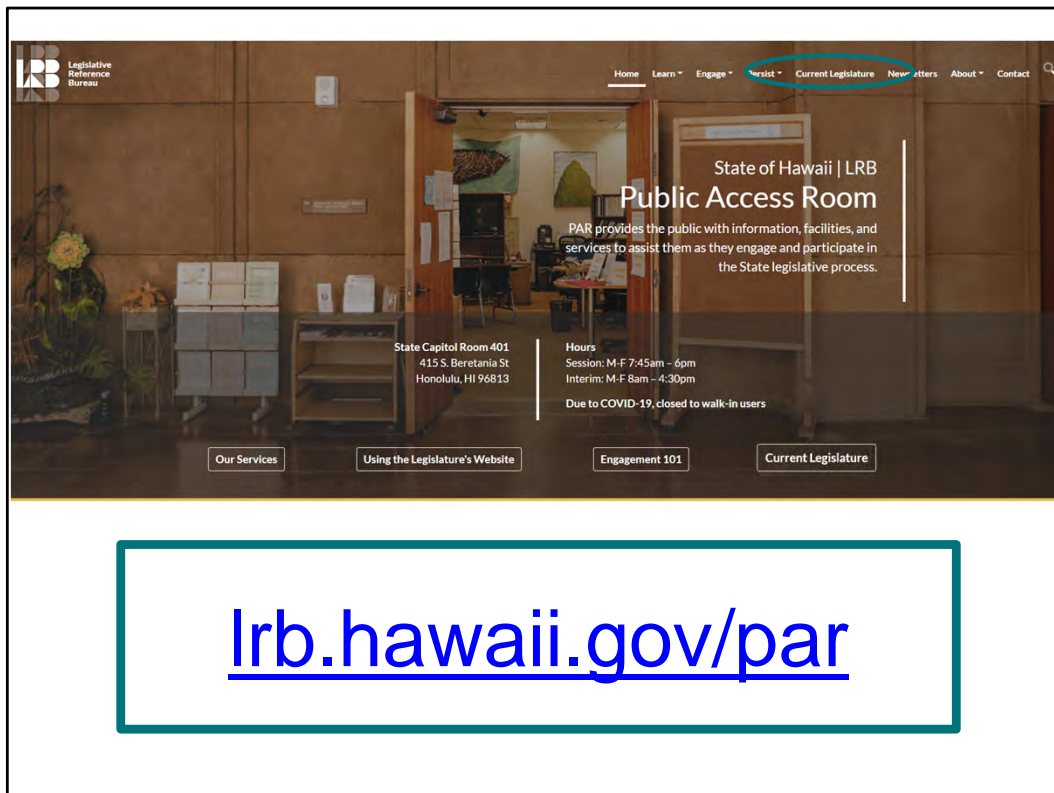 LRB
Legislative
Reference
Bureau
Home Learn Engage Persist Current Legislature Newsletters About Contact
State of Hawaii | LRB
Public Access Room
PAR provides the public with information, facilities, and
services to assist them as they engage and participate in
the State legislative process.
State Capitol Room 401
415 S. Beretania St
Honolulu, HI 96813
Hours
Session: M-F 7:45am – 6pm
Interim: M-F 8am – 4:30pm
Due to COVID-19, closed to walk-in users
Our Services
Using the Legislature's Website
Engagement 101
Current Legislature
lrb.hawaii.gov/par